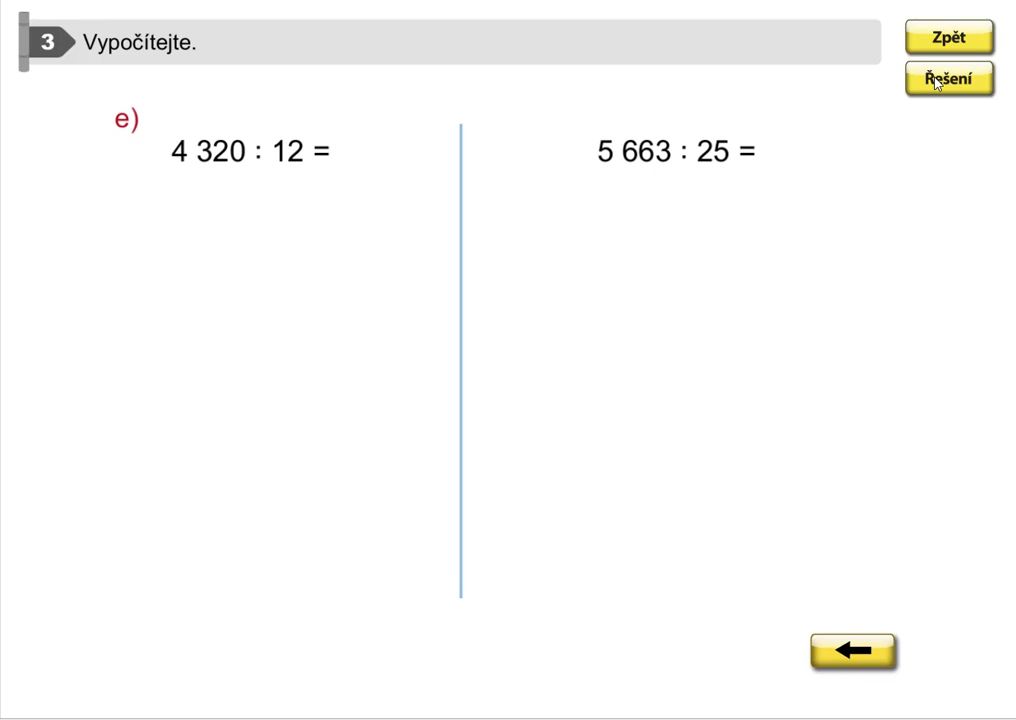 3 Vypočítejte.
Zpět
Řešení
e)
4 320 : 12 =
5 663 : 25 =